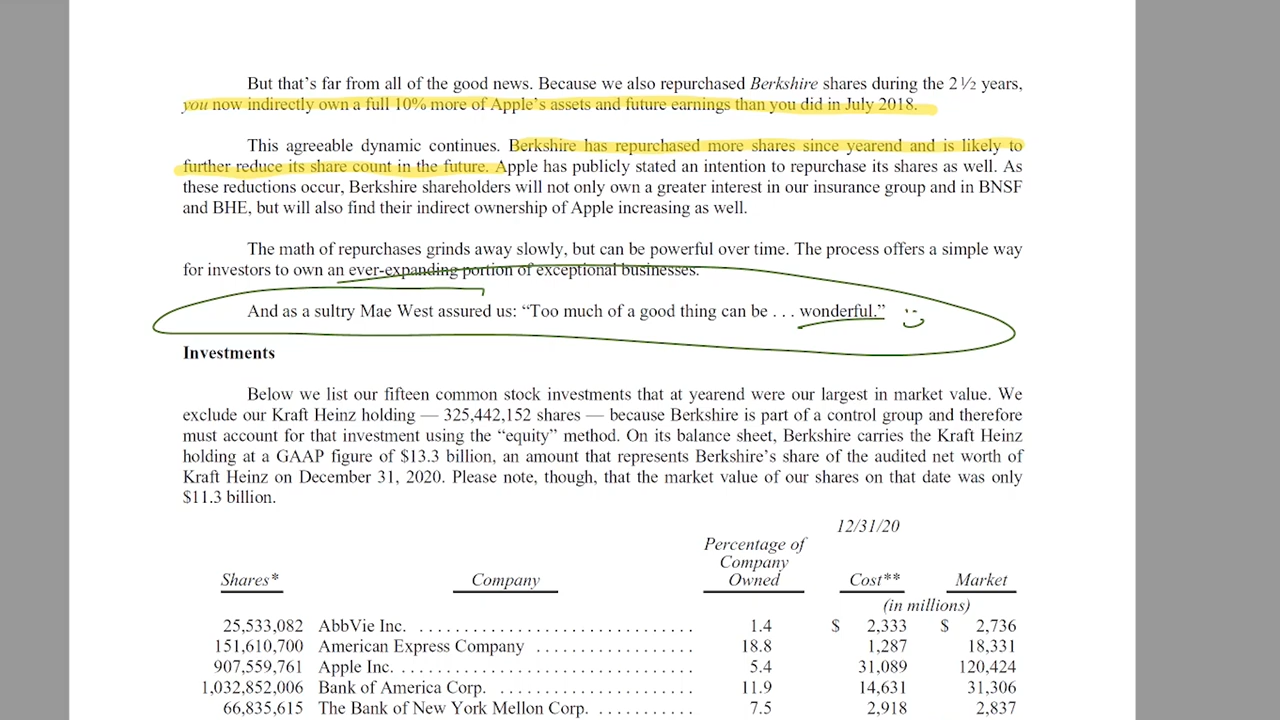 But that's far from all of the good news. Because we also repurchased Berkshire shares during the 2 ½ years,
you now indirectly own a full 10% more of Apple's assets and future earnings than you did in July 2018.
This agreeable dynamic continues. Berkshire has repurchased more shares since yearend and is likely to
further reduce its share count in the future. Apple has publicly stated an intention to repurchase its shares as well. As
these reductions occur, Berkshire shareholders will not only own a greater interest in our insurance group and in BNSF
and BHE, but will also find their indirect ownership of Apple increasing as well.
The math of repurchases grinds away slowly, but can be powerful over time. The process offers a simple way
for investors to own an ever-expanding portion of exceptional businesses.
And as a sultry Mae West assured us: “Too much of a good thing can be . . . wonderful.”
Investments
Below we list our fifteen common stock investments that at yearend were our largest in market value. We
exclude our Kraft Heinz holding — 325,442,152 shares — because Berkshire is part of a control group and therefore
must account for that investment using the “equity” method. On its balance sheet, Berkshire carries the Kraft Heinz
holding at a GAAP figure of $13.3 billion, an amount that represents Berkshire's share of the audited net worth of
Kraft Heinz on December 31, 2020. Please note, though, that the market value of our shares on that date was only
$11.3 billion.
12/31/20
Percentage of
Company
Shares* Company Owned Cost** Market
(in millions)
25,533,082 AbbVie Inc. . . . . . . . . . . . . . . . . . . . . . . . . . . . . . . 1.4 $ 2,333 $ 2,736
151,610,700 American Express Company . . . . . . . . . . . . . . . . . 18.8 1,287 18,331
907,559,761 Apple Inc. . . . . . . . . . . . . . . . . . . . . . . . . . . . . . . . 5.4 31,089 120,424
1,032,852,006 Bank of America Corp. . . . . . . . . . . . . . . . . . . . . . 11.9 14,631 31,306
66,835,615 The Bank of New York Mellon Corp. . . . . . . . . . . 7.5 2,918 2,837